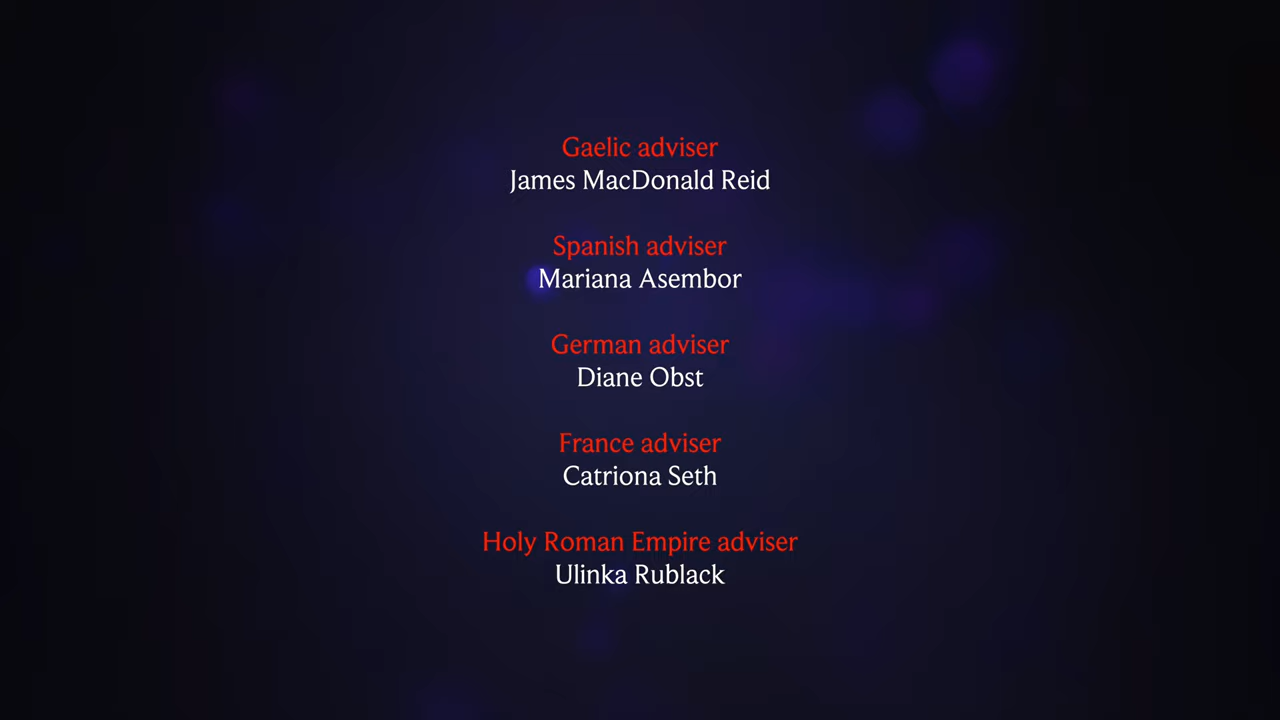 Gaelic adviser
James MacDonald Reid
Spanish adviser
Mariana Asembor
German adviser
Diane Obst
France adviser
Catriona Seth
Holy Roman Empire adviser
Ulinka Rublack